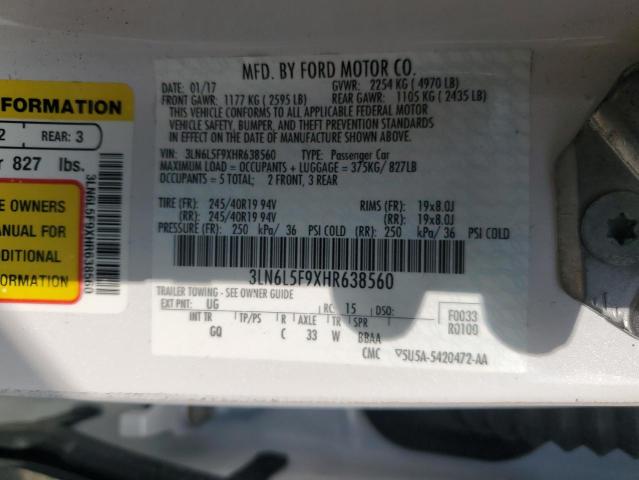 FORMATION
2 REAR: 3
r 827 lbs.
E OWNERS
ANUAL FOR
DDITIONAL
FORMATION
3LN6L5F9XHR638560
MFD. BY FORD MOTOR CO.
DATE: 01/17 GVWR: 2254 KG ( 4970 LB)
FRONT GAWR: 1177 KG ( 2595 LB) REAR GAWR: 1105 KG ( 2435 LB)
THIS VEHICLE CONFORMS TO ALL APPLICABLE FEDERAL MOTOR
VEHICLE SAFETY, BUMPER, AND THEFT PREVENTION STANDARDS
IN EFFECT ON THE DATE OF MANUFACTURE SHOWN ABOVE.
VIN: 3LN6L5F9XHR638560 TYPE: Passenger Car
MAXIMUM LOAD = OCCUPANTS + LUGGAGE = 375KG/ 827LB
OCCUPANTS = 5 TOTAL; 2 FRONT, 3 REAR
TIRE (FR): 245/40R19 94V RIMS (FR): 19x8.0J
(RR): 245/40R19 94V (RR): 19x8.0J
PRESSURE (FR): 250 kPa/ 36 PSI COLD (RR): 250 kPa/ 36 PSI COLD
3LN6L5F9XHR638560
TRAILER TOWING - SEE OWNER GUIDE
EXT PNT: UG RC: 15 DSO: F0033
INT TR TP/PS R AXLE TR SPR R0109
GQ C 33 W BBAA
CMC ▽5U5A-5420472-AA